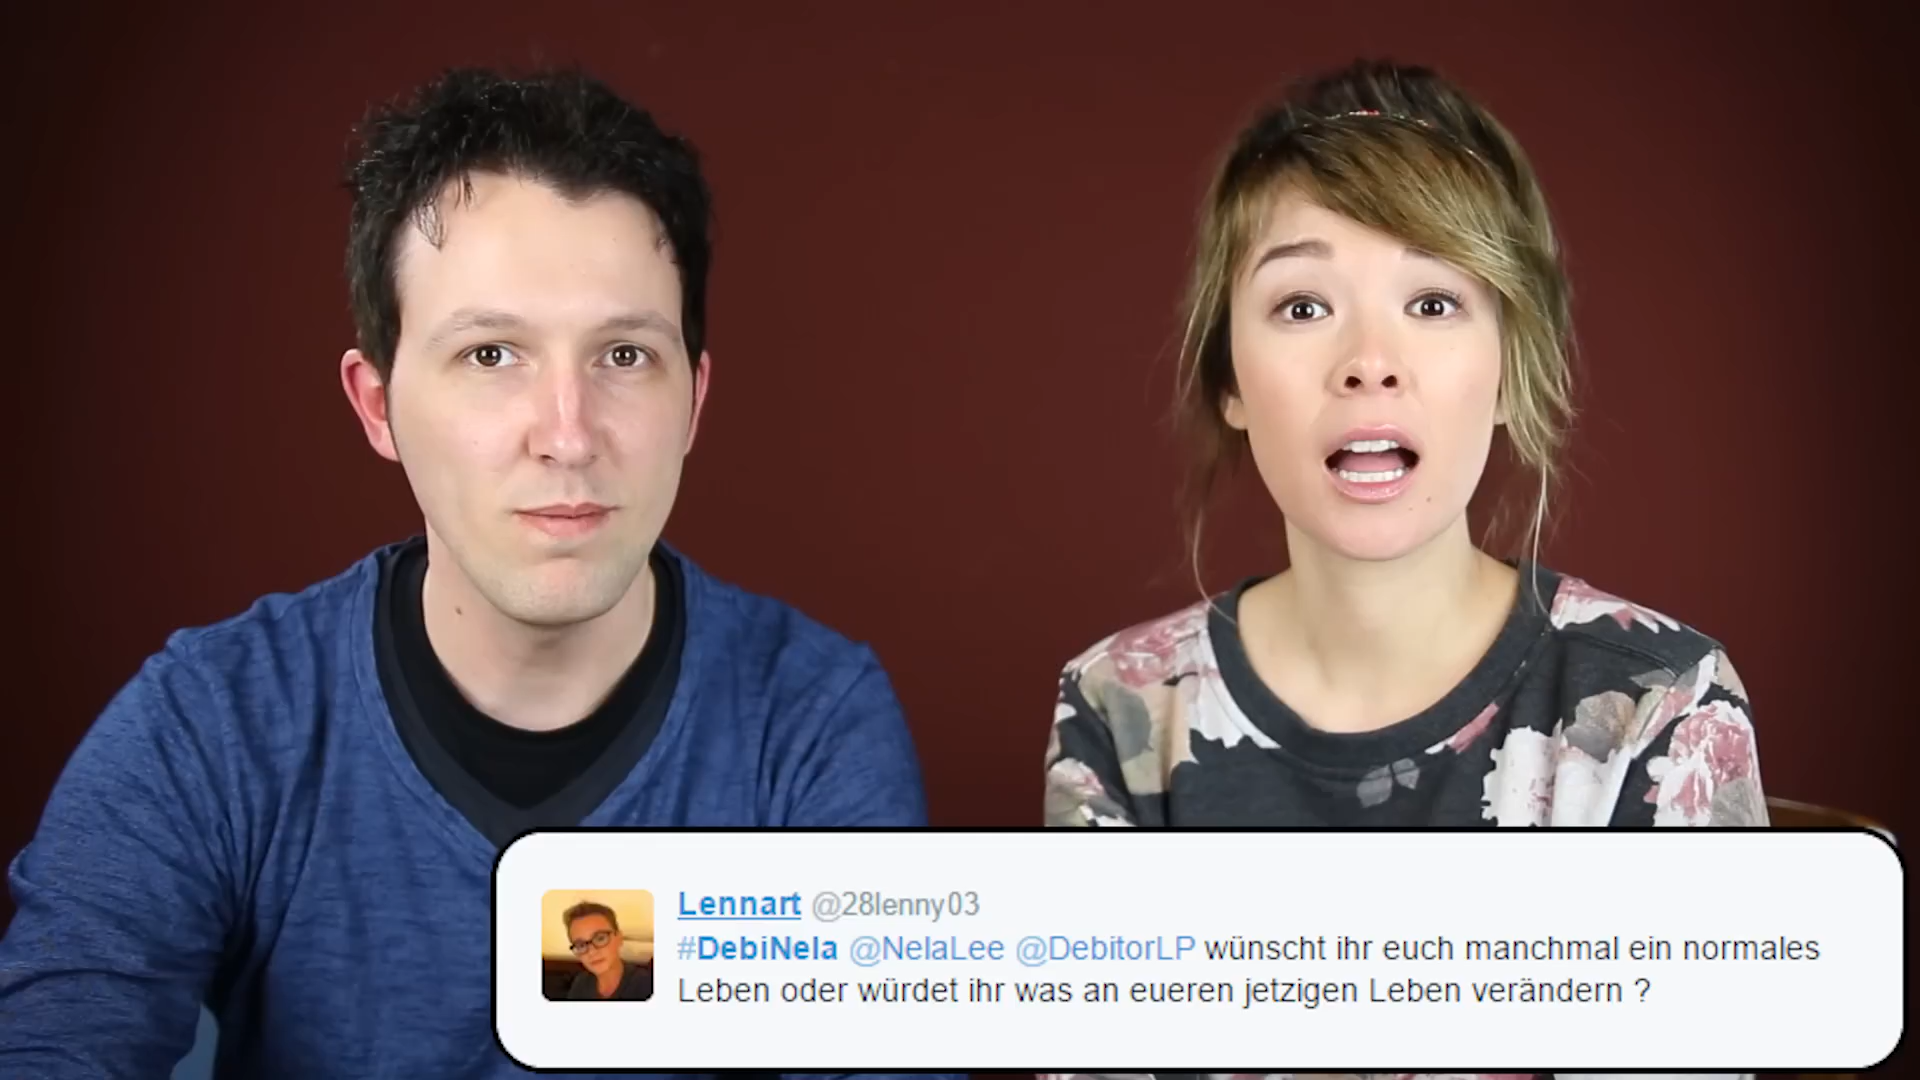 Lennart @28lenny03
#DebiNela @NelaLee @DebitorLP wünscht ihr euch manchmal ein normales
Leben oder würdet ihr was an eueren jetzigen Leben verändern ?